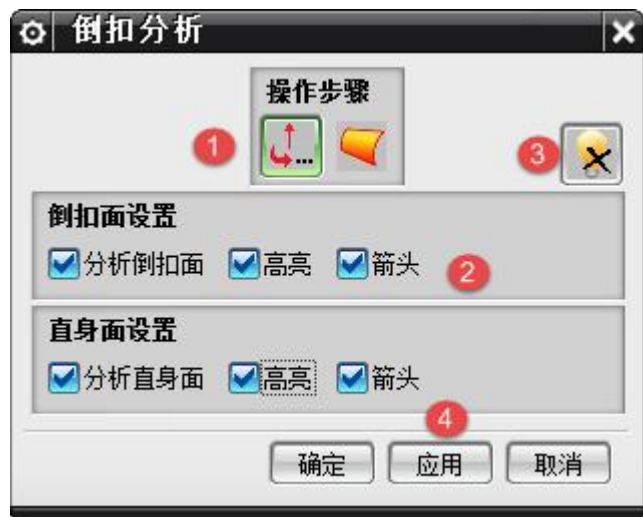 倒扣分析
操作步骤
1
3
倒扣面设置
分析倒扣面 高亮 箭头 2
直身面设置
分析直身面 高亮 箭头
4
确定 应用 取消